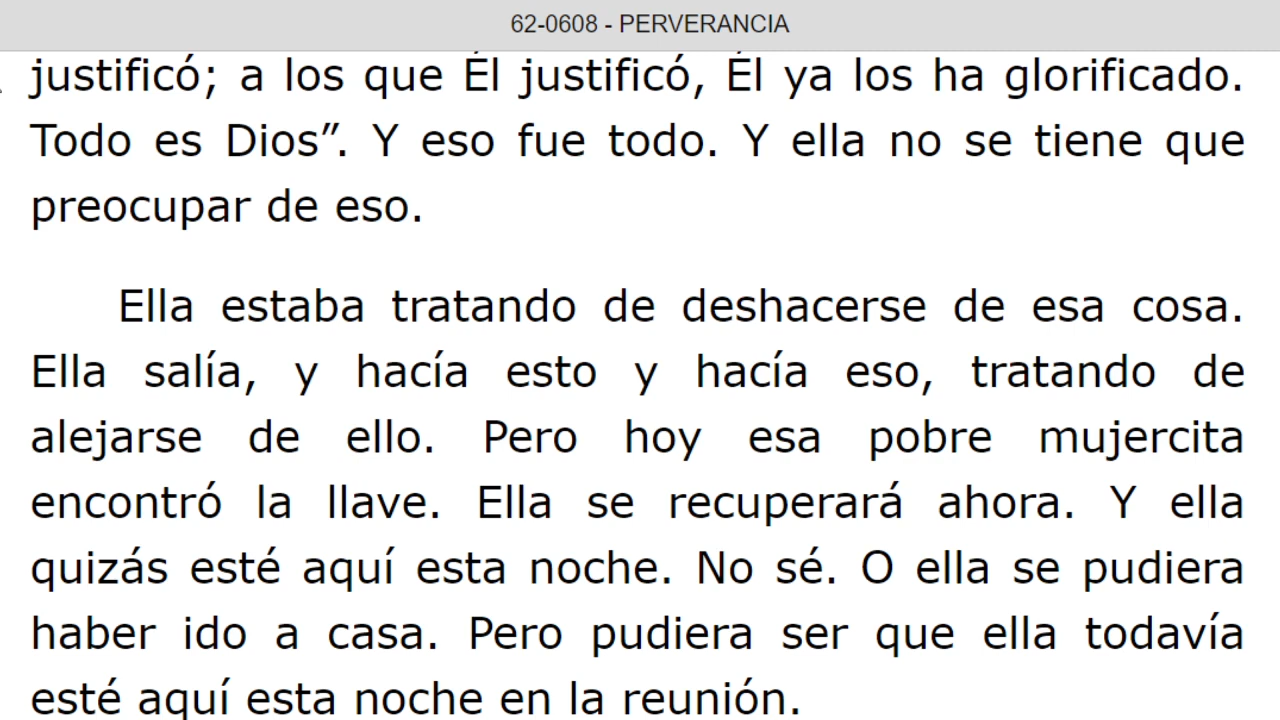 62-0608 - PERVERANCIA
justificó; a los que Él justificó, Él ya los ha glorificado.
Todo es Dios”. Y eso fue todo. Y ella no se tiene que
preocupar de eso.
Ella estaba tratando de deshacerse de esa cosa.
Ella salía, y hacía esto y hacía eso, tratando de
alejarse de ello. Pero hoy esa pobre mujercita
encontró la llave. Ella se recuperará ahora. Y ella
quizás esté aquí esta noche. No sé. O ella se pudiera
haber ido a casa. Pero pudiera ser que ella todavía
esté aquí esta noche en la reunión.